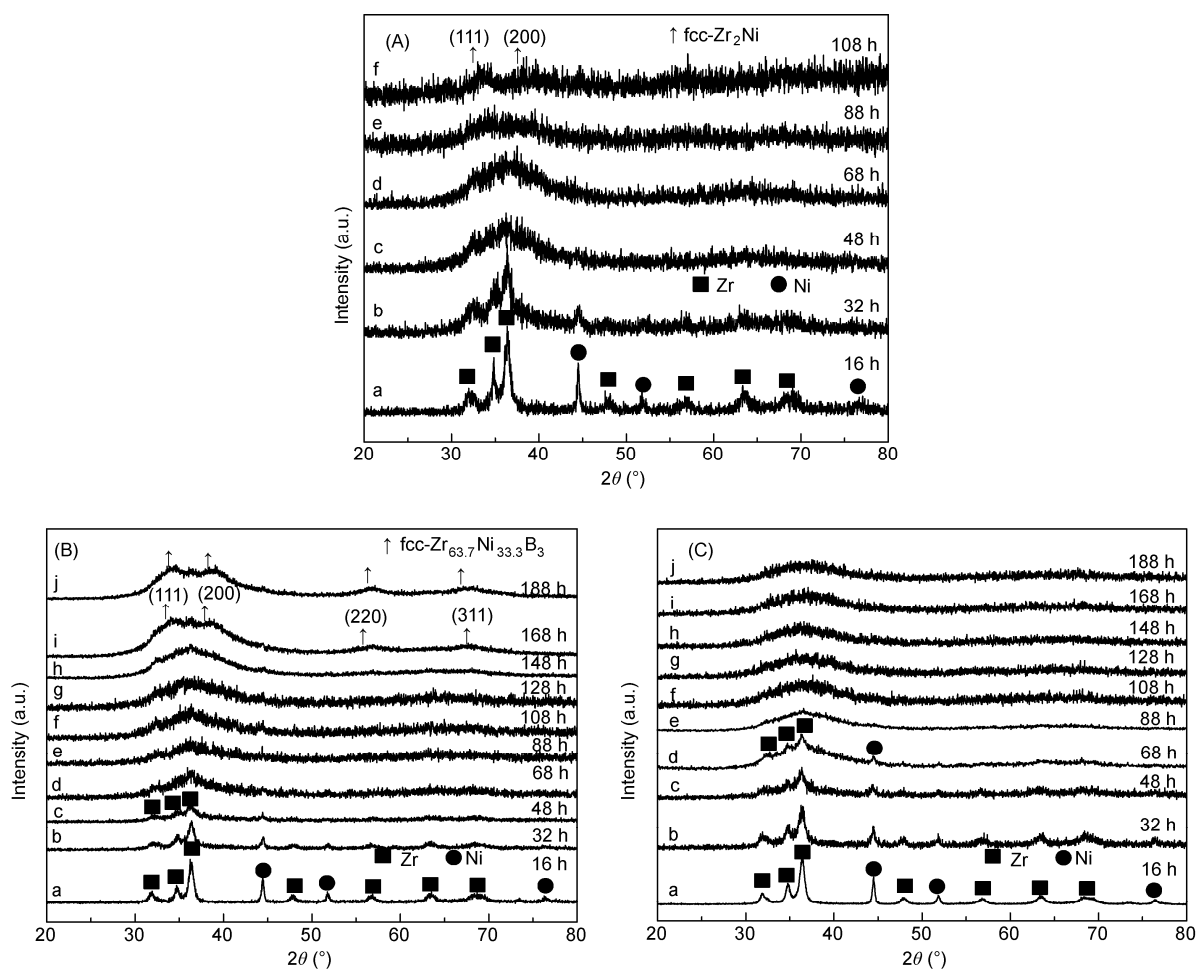 (A)
(111)
(200)
↑ fcc-Zr2Ni
108 h
f
88 h
e
68 h
d
48 h
c
■ Zr ● Ni
32 h
b
16 h
a
20 30 40 50 60 70 80
2θ (°)
Intensity (a.u.)
(B)
↑ fcc-Zr63.7Ni33.3B3
j
188 h
(111)
(200)
(220)
(311)
i
168 h
h
148 h
g
128 h
f
108 h
e
88 h
d
68 h
c
48 h
b
32 h
■ Zr ● Ni
16 h
a
20 30 40 50 60 70 80
2θ (°)
Intensity (a.u.)
(C)
j
188 h
i
168 h
h
148 h
g
128 h
f
108 h
e
88 h
d
68 h
c
48 h
b
32 h
■ Zr ● Ni
16 h
a
20 30 40 50 60 70 80
2θ (°)
Intensity (a.u.)